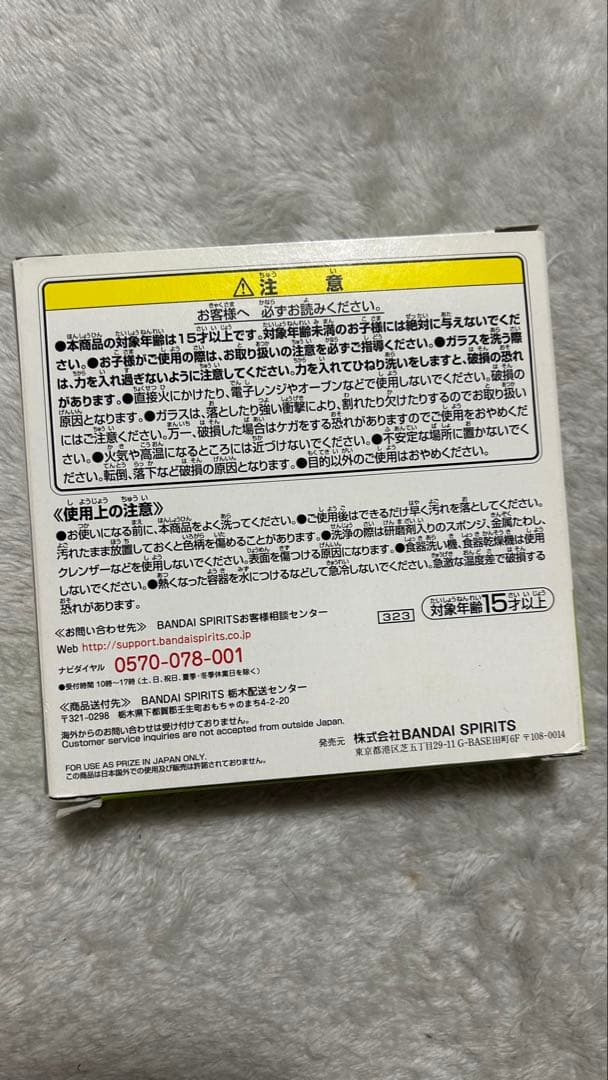 ⚠注意
お客様へ 必ずお読みください。
●本商品の対象年齢は15才以上です。対象年齢未満のお子様には絶対に与えないでくだ
さい。●お子様がご使用の際は、お取り扱いの注意を必ずご指導ください。●ガラスを洗う際
は、力を入れ過ぎないように注意してください。力を入れてひねり洗いをしますと、破損の恐れ
があります。●直接火にかけたり、電子レンジやオーブンなどで使用しないでください。破損の
原因となります。●ガラスは、落としたり強い衝撃により、割れたり欠けたりするのでお取り扱い
にはご注意ください。万一、破損した場合はケガをする恐れがありますのでご使用をおやめくだ
さい。●火気や高温になるところには近づけないでください。●不安定な場所に置かないでく
ださい。転倒、落下など破損の原因となります。●目的以外のご使用はおやめください。
《使用上の注意》
●お使いになる前に、本商品をよく洗ってください。●ご使用後はできるだけ早く汚れを落としてください。
汚れたまま放置しておくと色柄を傷めることがあります。●洗浄の際は研磨剤入りのスポンジ、金属たわし、
クレンザーなどを使用しないでください。表面を傷つける原因になります。●食器洗い機、食器乾燥機は使用
しないでください。●熱くなった容器を水につけるなどして急冷しないでください。急激な温度差で破損する
恐れがあります。
323 対象年齢15才以上
≪お問い合わせ先≫ BANDAI SPIRITSお客様相談センター
Web http://support.bandaispirits.co.jp
ナビダイヤル 0570-078-001
●受付時間 10時〜17時(土、日、祝日、夏季・冬季休業日を除く)
≪商品送付先≫ BANDAI SPIRITS 栃木配送センター
〒321-0298 栃木県下都賀郡壬生町おもちゃのまち4-2-20
海外からのお問い合わせは受け付けておりません。
Customer service inquiries are not accepted from outside Japan.
発売元 株式会社BANDAI SPIRITS
東京都港区芝五丁目29-11 G-BASE田町6F 〒108-0014
FOR USE AS PRIZE IN JAPAN ONLY.
この商品は日本国外での使用及び販売は許諾されておりません。